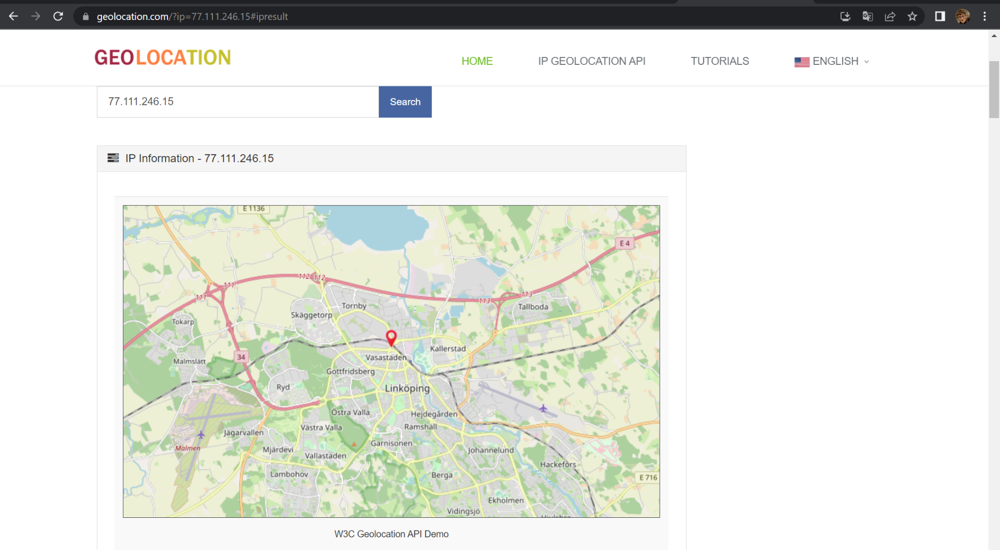 geolocation.com/?ip=77.111.246.15#ipresult
GEOLOCATION
HOME
IP GEOLOCATION API
TUTORIALS
ENGLISH
77.111.246.15
Search
IP Information - 77.111.246.15
E 1136
E 4
112 112
111
111
113
113
Tornby
Tallboda
Skäggetorp
Tokarp
Kallerstad
34
Vasastaden
Malmslätt
Gottfridsberg
Ryd
Linköping
Östra Valla
Hejdegården
Västra Valla
Ramshäll
Jägarvallen
Garnisonen
Malmen
Mjärdevi
Johannelund
Vallastaden
Hackefors
Lambohov
Berga
E 716
Ekholmen
Vidingsjö
W3C Geolocation API Demo